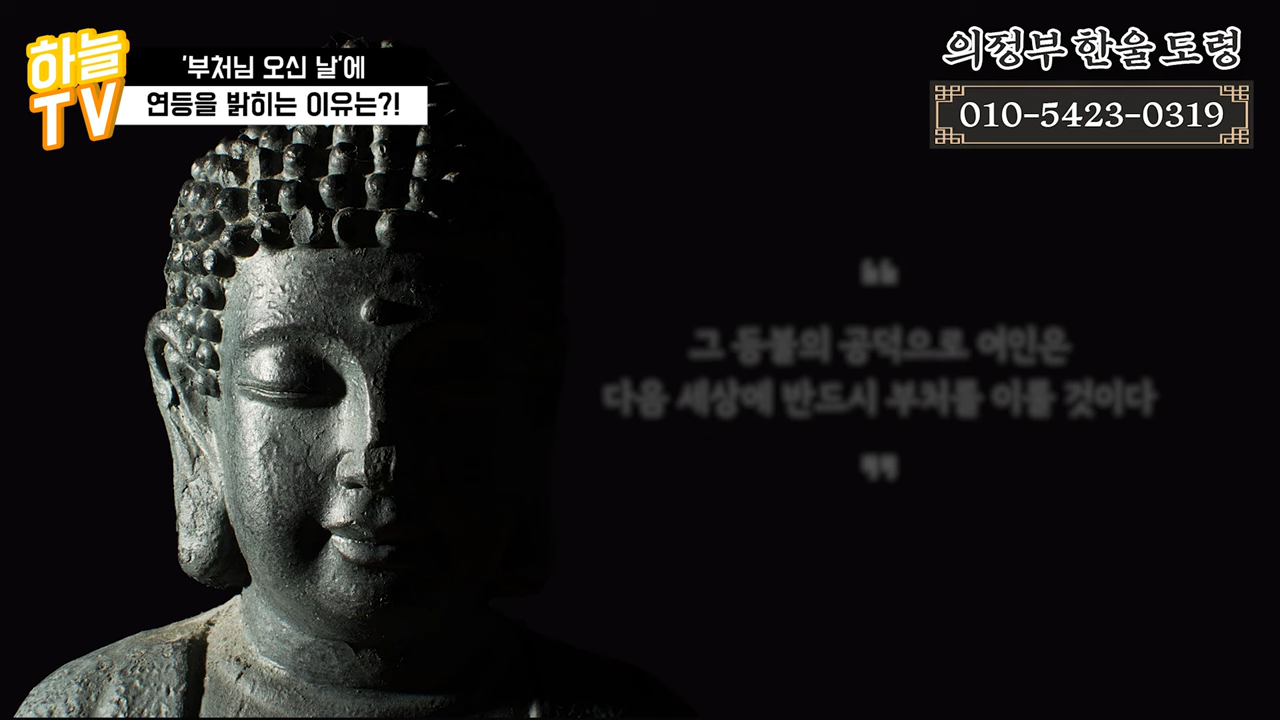 하늘
TV
'부처님 오신 날'에
연등을 밝히는 이유는?!
의정부 한울 도령
010-5423-0319
“
그 등불의 공덕으로 여인은
다음 세상에 반드시 부처를 이룰 것이다
”